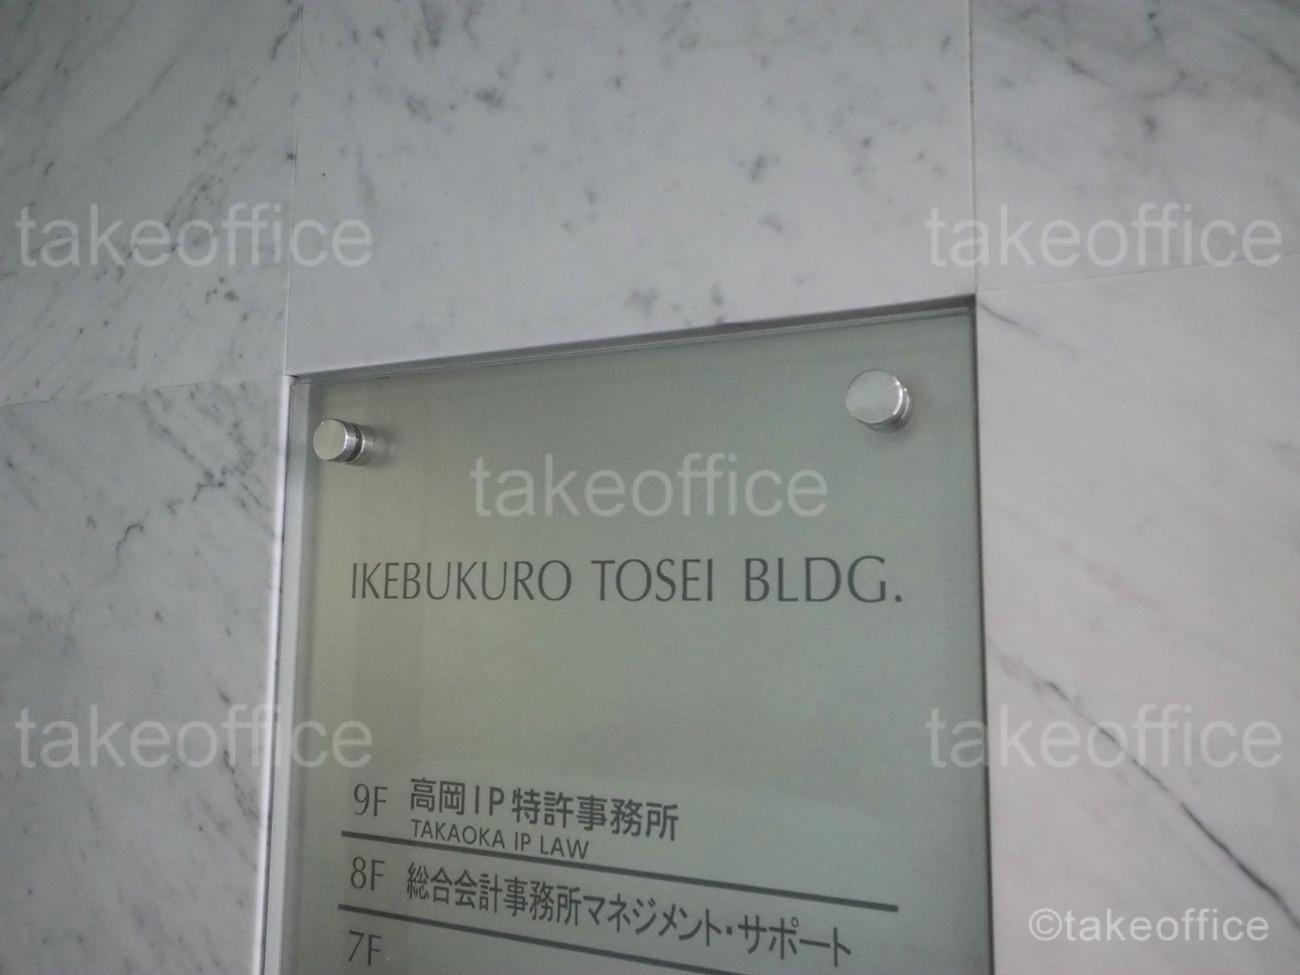 takeoffice takeoffice
takeoffice
IKEBUKURO TOSEI BLDG.
takeoffice takeoffice
9F 高岡IP特許事務所
TAKAOKA IP LAW
8F 総合会計事務所マネジメント・サポート
7F
©takeoffice